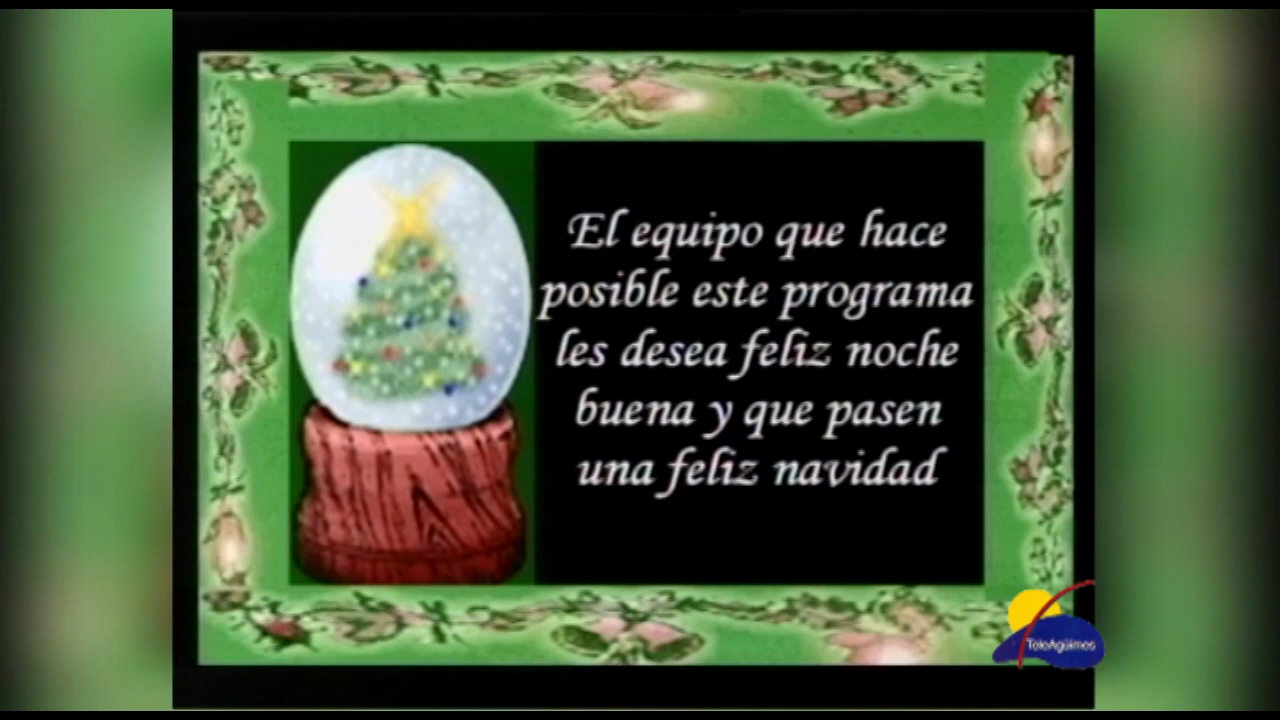 El equipo que hace
posible este programa
les desea feliz noche
buena y que pasen
una feliz navidad
TeleAgüimes